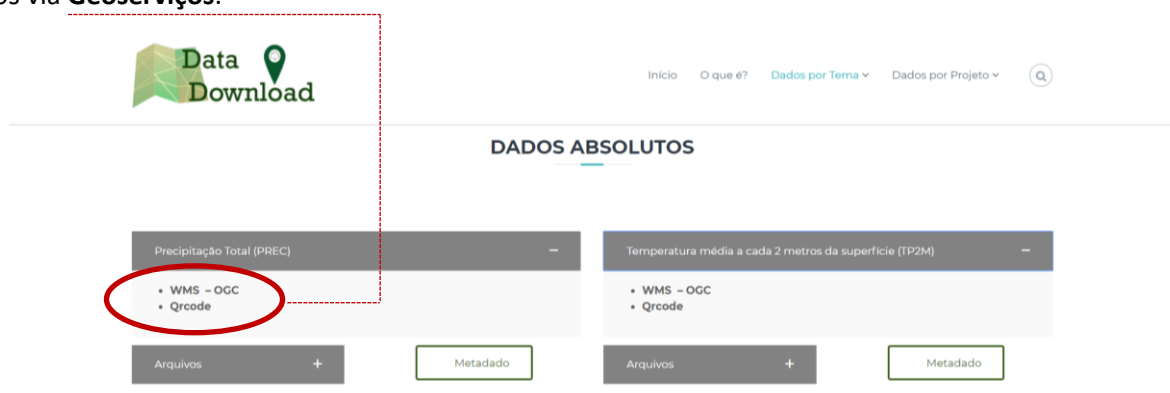 os via Geoserviços.
Data
Download
Início O que é? Dados por Tema Dados por Projeto
DADOS ABSOLUTOS
Precipitação Total (PREC) –
Temperatura média a cada 2 metros da superfície (TP2M) –
• WMS – OGC
• Qrcode
• WMS – OGC
• Qrcode
Arquivos +
Metadado
Arquivos +
Metadado